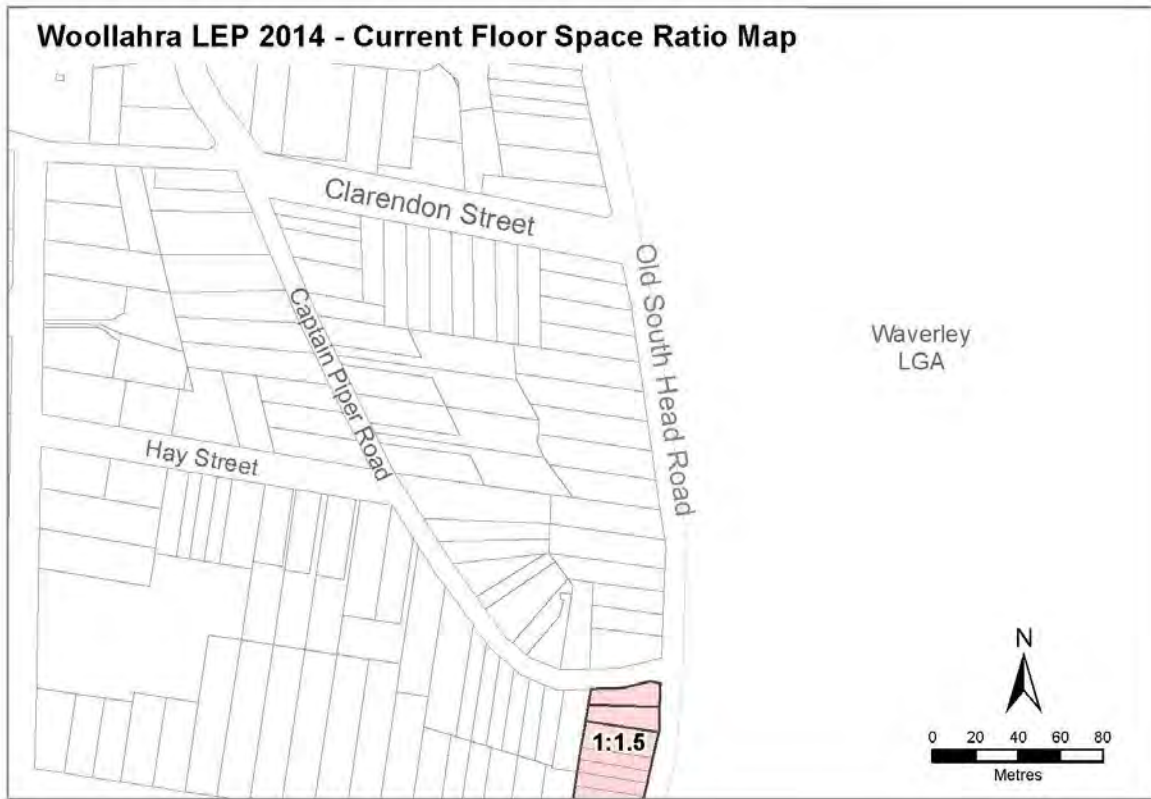 Woollahra LEP 2014 - Current Floor Space Ratio Map
Clarendon Street
Old South Head Road
Captain Piper Road
Waverley
LGA
Hay Street
N
1:1.5
0 20 40 60 80
Metres